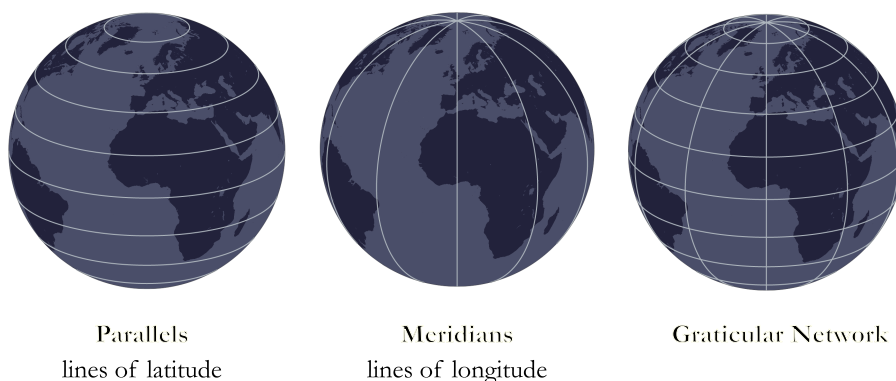 Parallels
lines of latitude
Meridians
lines of longitude
Graticular Network